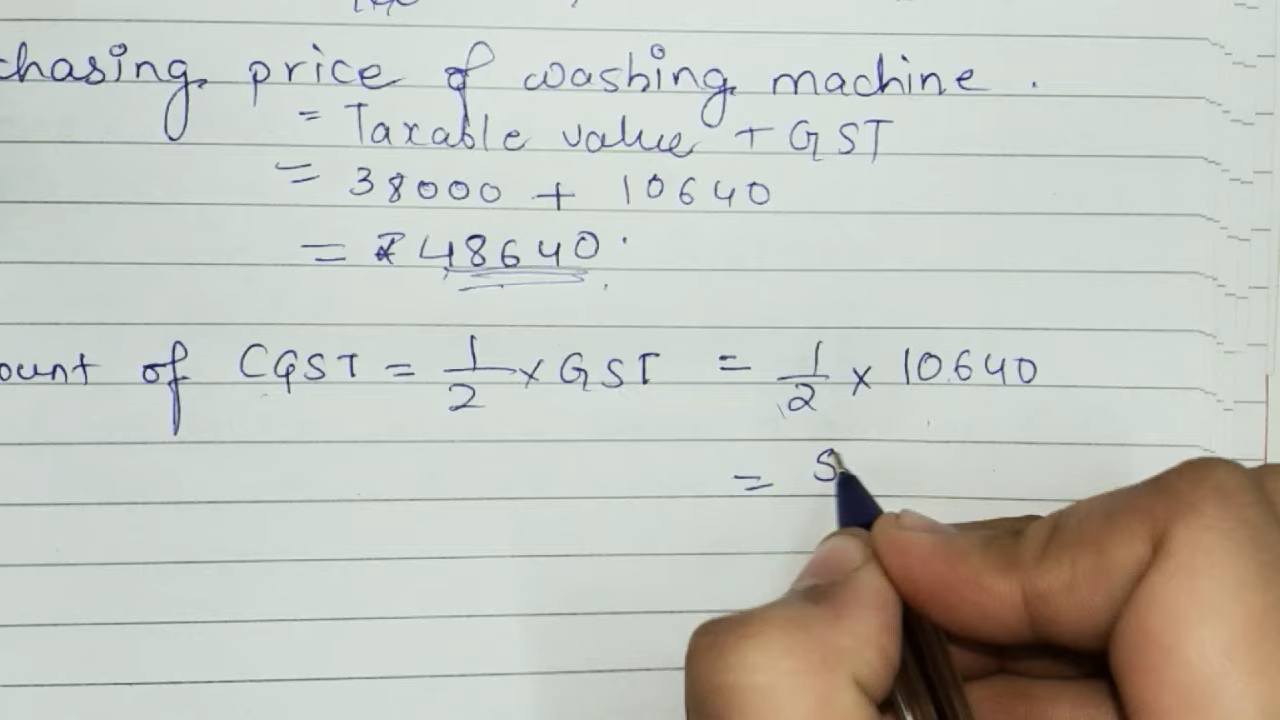 chasing price of washing machine.
= Taxable value + GST
= 38000 + 10640
= ₹48640.
ount of CGST = 1/2 × GST = 1/2 × 10640
= 5